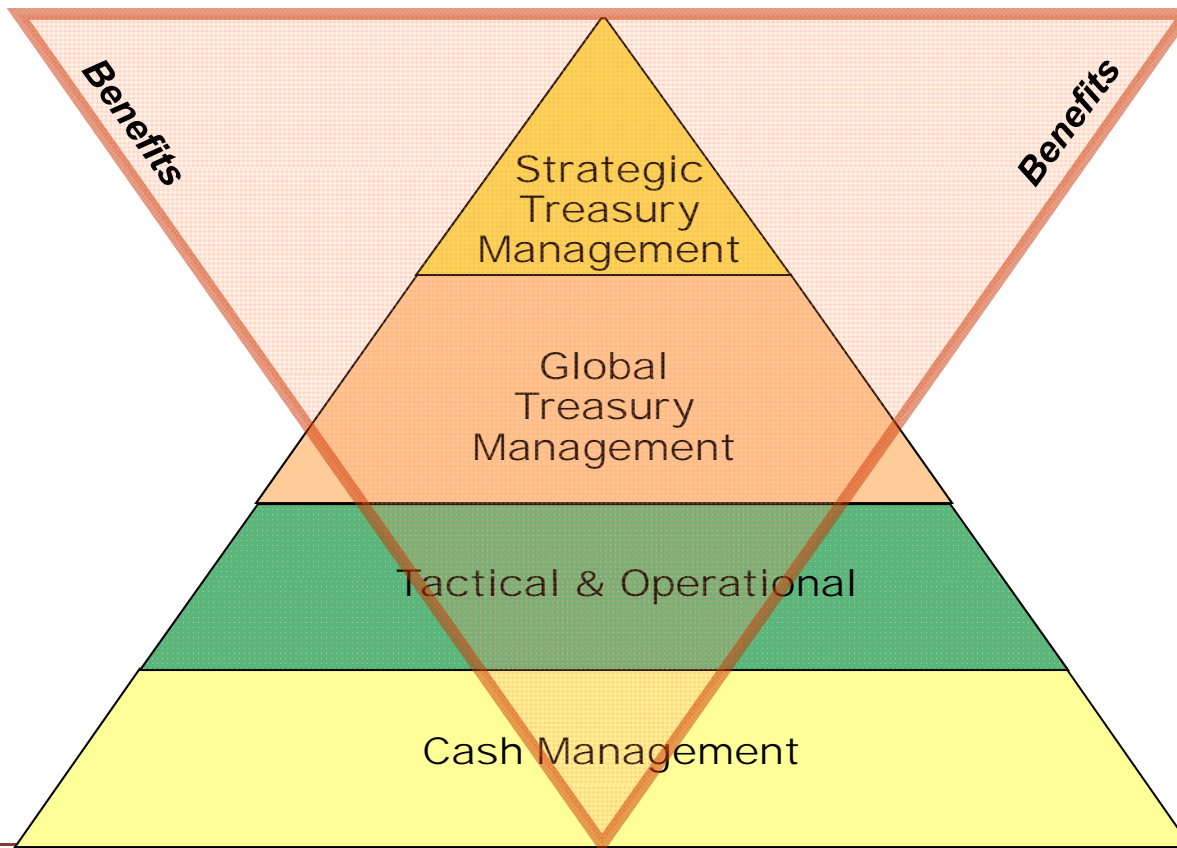 Benefits
Benefits
Strategic
Treasury
Management
Global
Treasury
Management
Tactical & Operational
Cash Management